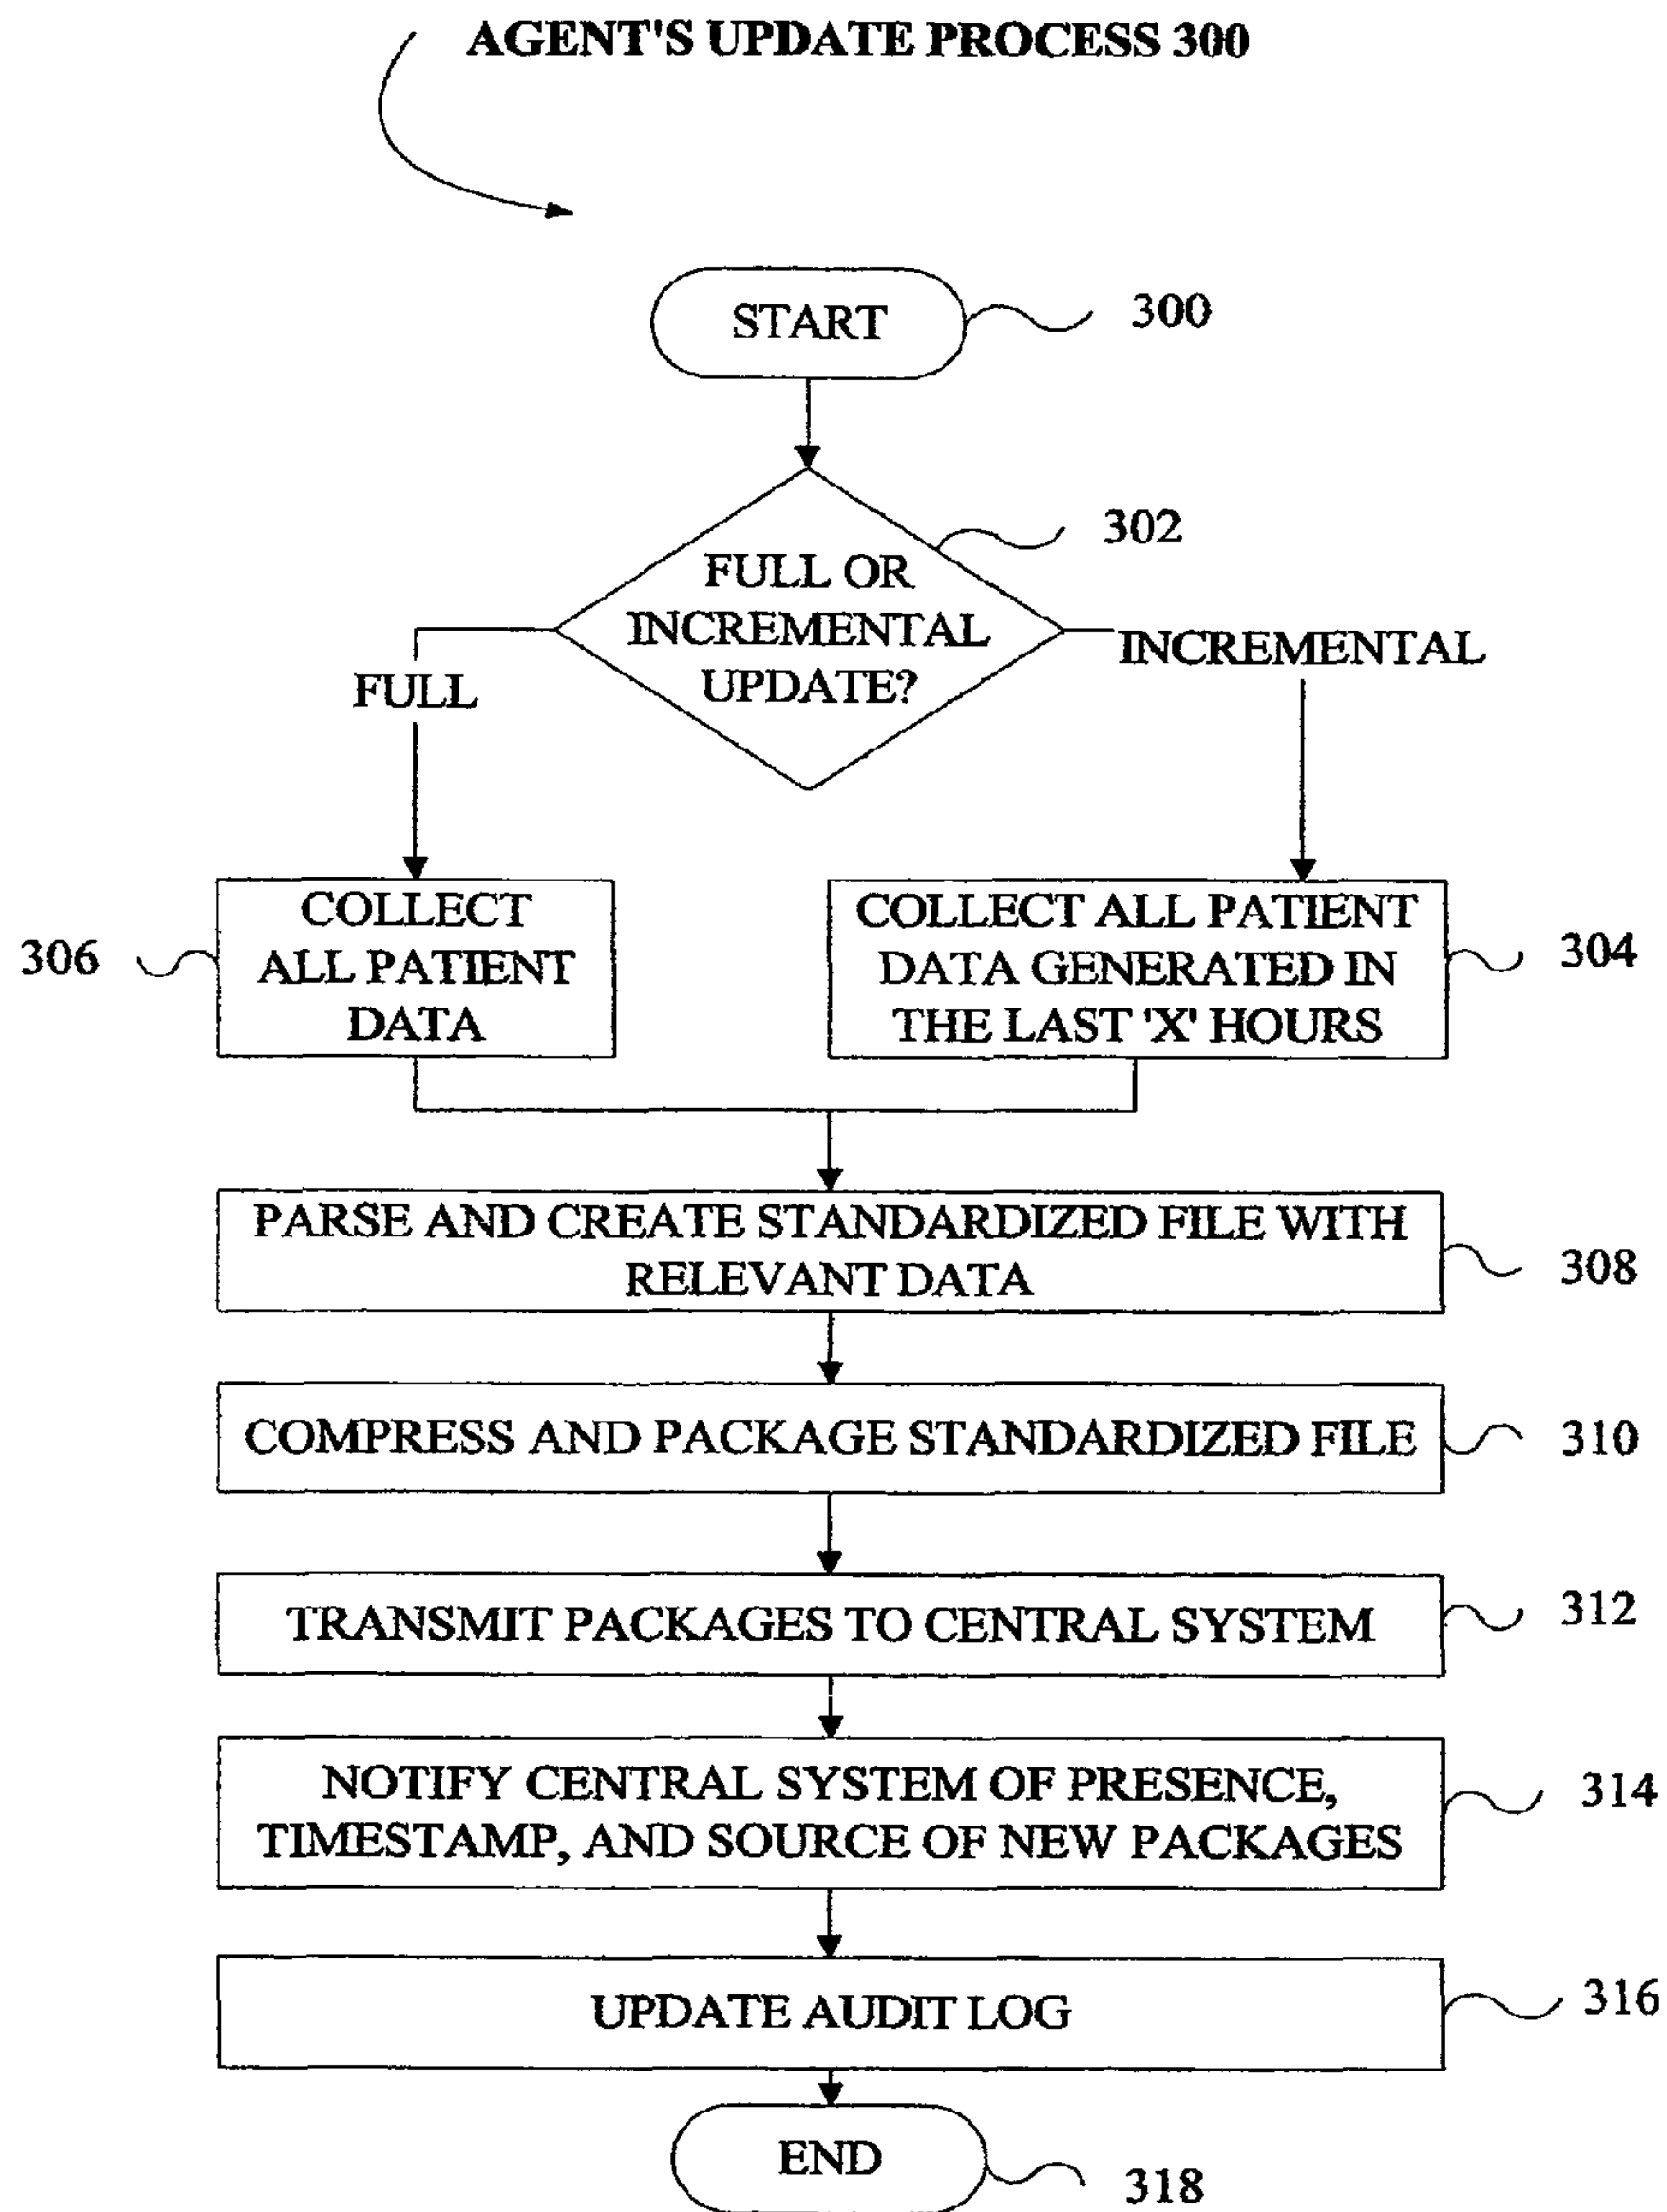 AGENT'S UPDATE PROCESS 300
START
300
302
FULL OR
INCREMENTAL
UPDATE?
FULL
INCREMENTAL
COLLECT
ALL PATIENT
DATA
306
COLLECT ALL PATIENT
DATA GENERATED IN
THE LAST 'X' HOURS
304
PARSE AND CREATE STANDARDIZED FILE WITH
RELEVANT DATA
308
COMPRESS AND PACKAGE STANDARDIZED FILE
310
TRANSMIT PACKAGES TO CENTRAL SYSTEM
312
NOTIFY CENTRAL SYSTEM OF PRESENCE,
TIMESTAMP, AND SOURCE OF NEW PACKAGES
314
UPDATE AUDIT LOG
316
END
318